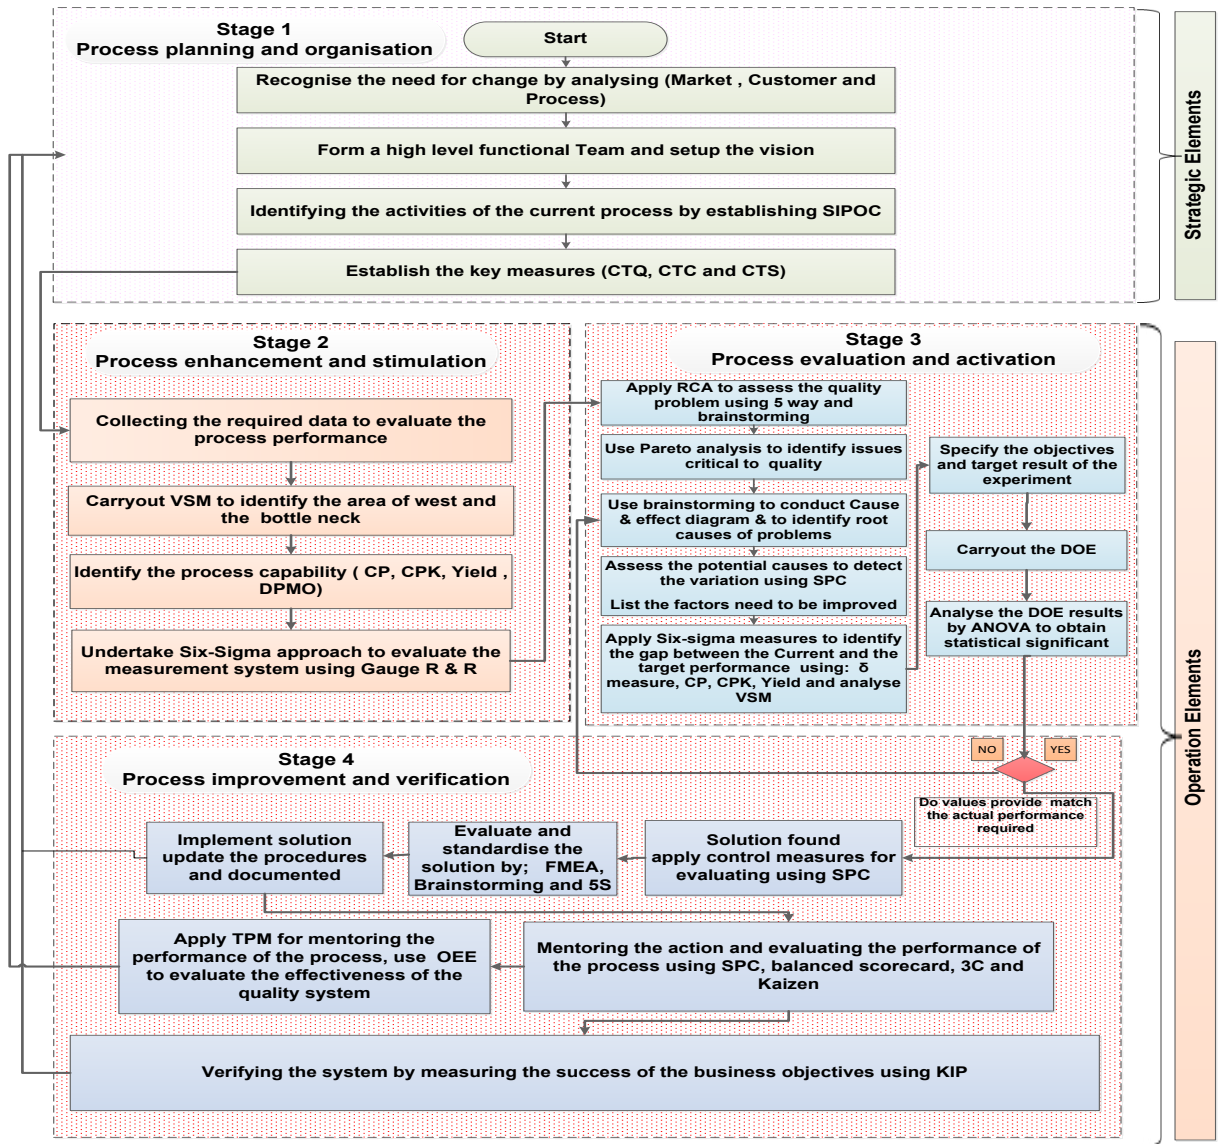 Stage 1
Process planning and organisation
Start
Recognise the need for change by analysing (Market , Customer and
Process)
Form a high level functional Team and setup the vision
Identifying the activities of the current process by establishing SIPOC
Establish the key measures (CTQ, CTC and CTS)
Strategic Elements
Stage 2
Process enhancement and stimulation
Collecting the required data to evaluate the
process performance
Carryout VSM to identify the area of west and
the bottle neck
Identify the process capability ( CP, CPK, Yield ,
DPMO)
Undertake Six-Sigma approach to evaluate the
measurement system using Gauge R & R
Stage 3
Process evaluation and activation
Apply RCA to assess the quality
problem using 5 way and
brainstorming
Use Pareto analysis to identify issues
critical to quality
Use brainstorming to conduct Cause
& effect diagram & to identify root
causes of problems
Assess the potential causes to detect
the variation using SPC
List the factors need to be improved
Apply Six-sigma measures to identify
the gap between the Current and the
target performance using: δ
measure, CP, CPK, Yield and analyse
VSM
Specify the objectives
and target result of the
experiment
Carryout the DOE
Analyse the DOE results
by ANOVA to obtain
statistical significant
Operation Elements
Stage 4
Process improvement and verification
NO
YES
Do values provide match
the actual performance
required
Solution found
apply control measures for
evaluating using SPC
Evaluate and
standardise the
solution by; FMEA,
Brainstorming and 5S
Implement solution
update the procedures
and documented
Mentoring the action and evaluating the performance of
the process using SPC, balanced scorecard, 3C and
Kaizen
Apply TPM for mentoring the
performance of the process, use OEE
to evaluate the effectiveness of the
quality system
Verifying the system by measuring the success of the business objectives using KIP